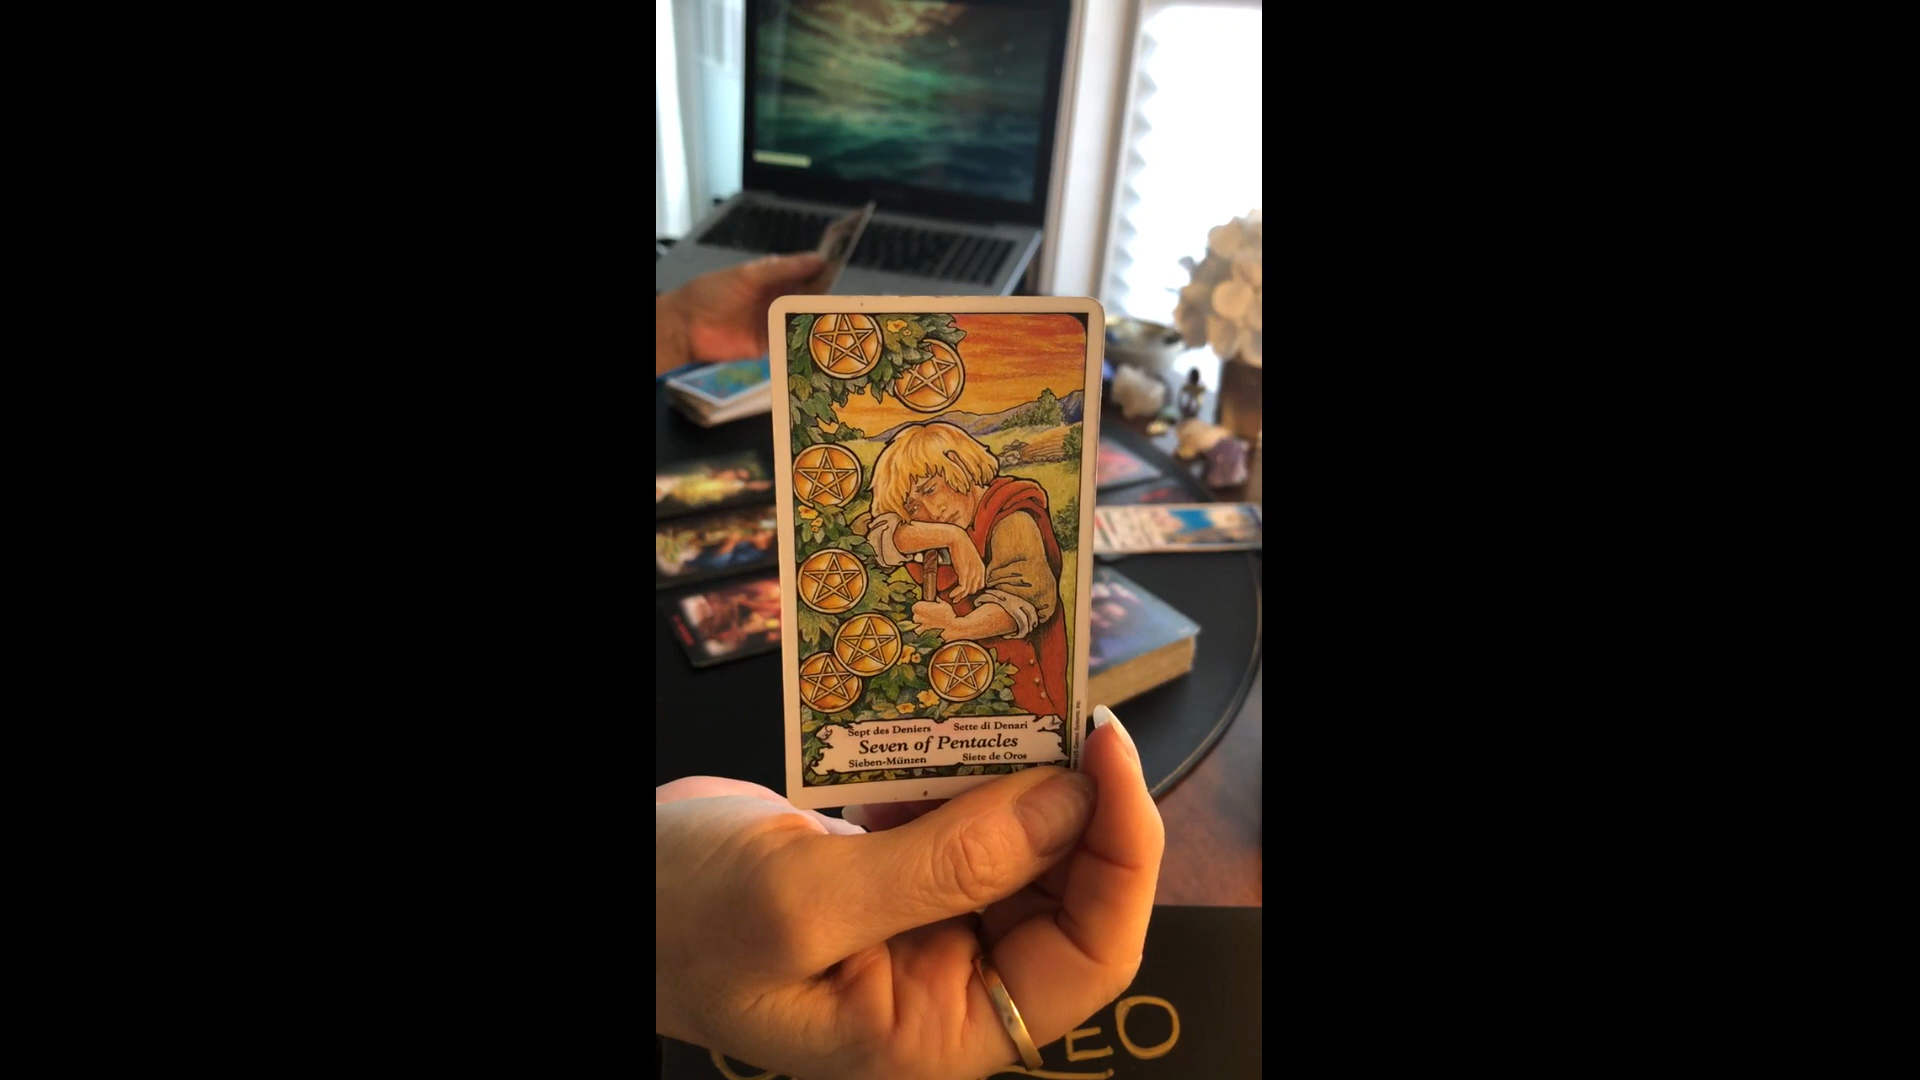 Sept des Deniers Sette di Denari
Seven of Pentacles
Sieben-Münzen Siete de Oros